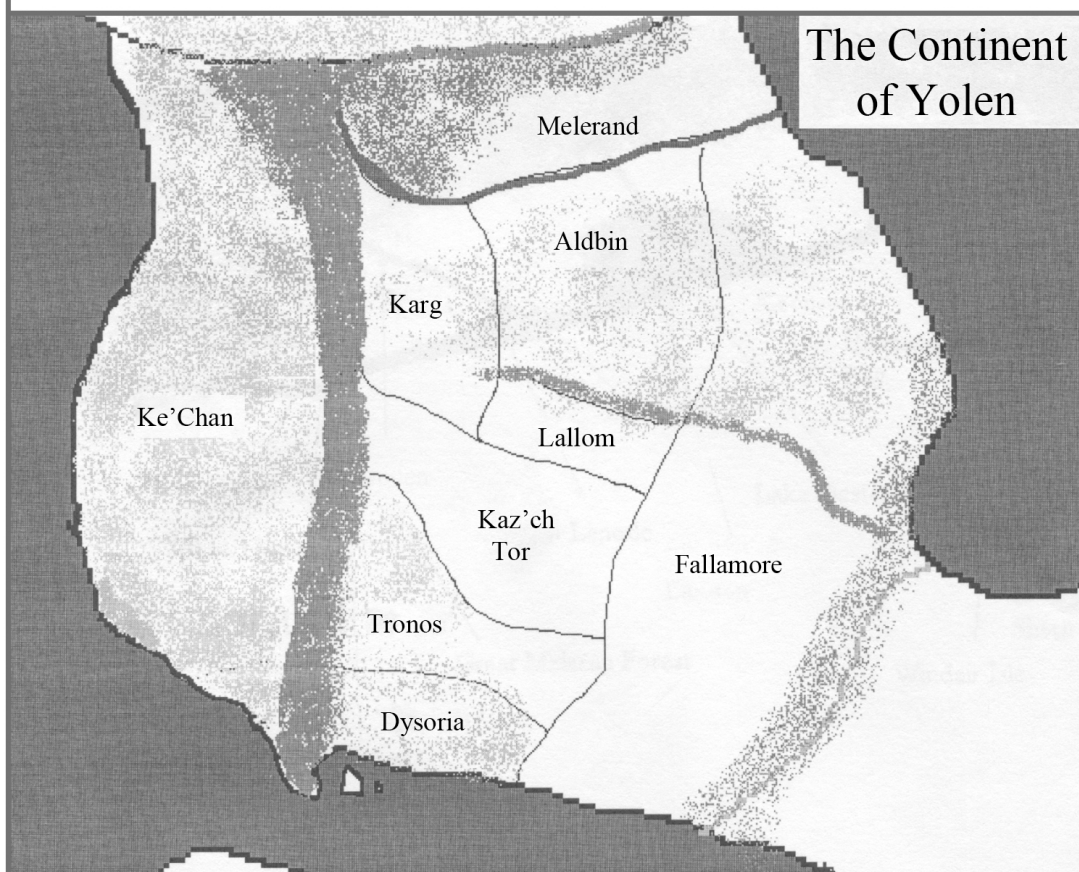 The Continent
of Yolen
Melerand
Aldbin
Karg
Ke'Chan
Lallom
Kaz'ch
Tor
Fallamore
Tronos
Dysoria